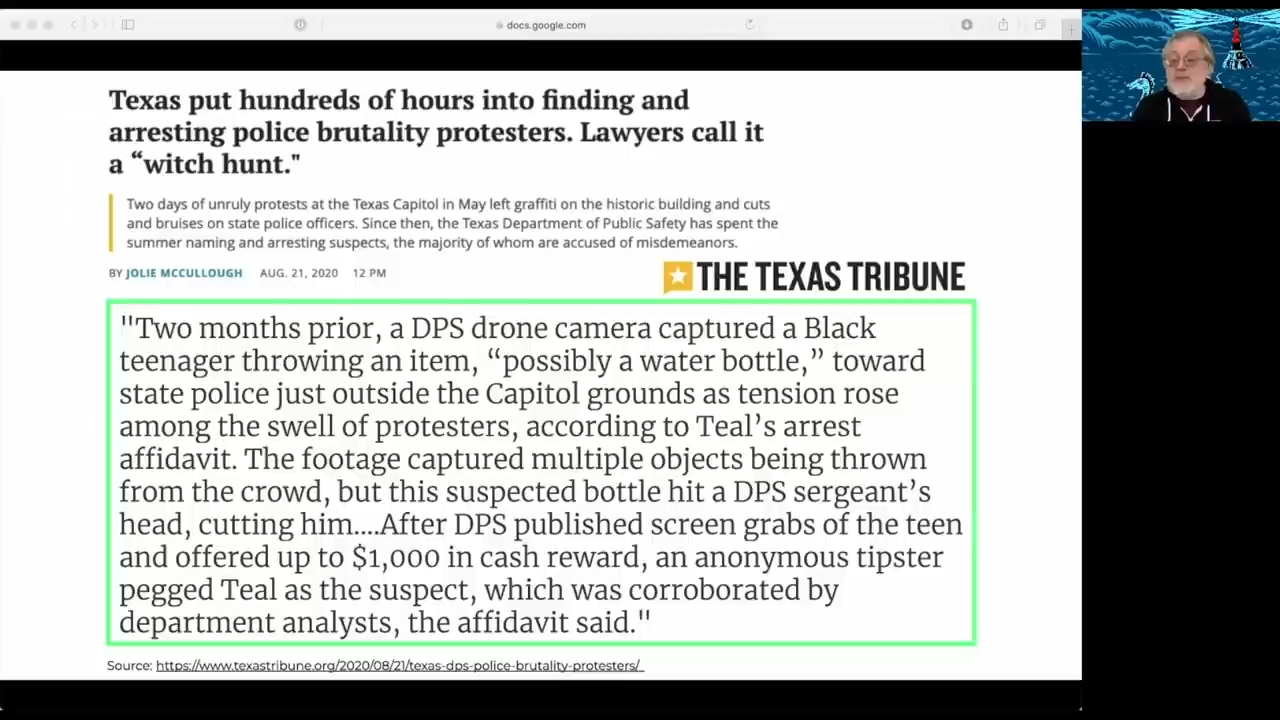 docs.google.com
Texas put hundreds of hours into finding and
arresting police brutality protesters. Lawyers call it
a “witch hunt."
Two days of unruly protests at the Texas Capitol in May left graffiti on the historic building and cuts
and bruises on state police officers. Since then, the Texas Department of Public Safety has spent the
summer naming and arresting suspects, the majority of whom are accused of misdemeanors.
BY JOLIE MCCULLOUGH AUG. 21, 2020 12 PM
THE TEXAS TRIBUNE
"Two months prior, a DPS drone camera captured a Black
teenager throwing an item, “possibly a water bottle,” toward
state police just outside the Capitol grounds as tension rose
among the swell of protesters, according to Teal’s arrest
affidavit. The footage captured multiple objects being thrown
from the crowd, but this suspected bottle hit a DPS sergeant’s
head, cutting him....After DPS published screen grabs of the teen
and offered up to $1,000 in cash reward, an anonymous tipster
pegged Teal as the suspect, which was corroborated by
department analysts, the affidavit said."
Source: https://www.texastribune.org/2020/08/21/texas-dps-police-brutality-protesters/